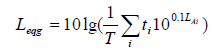 L_{eqg} = 10lg(\frac{1}{T} \sum_{i} t_i 10^{0.1L_{Ai}})